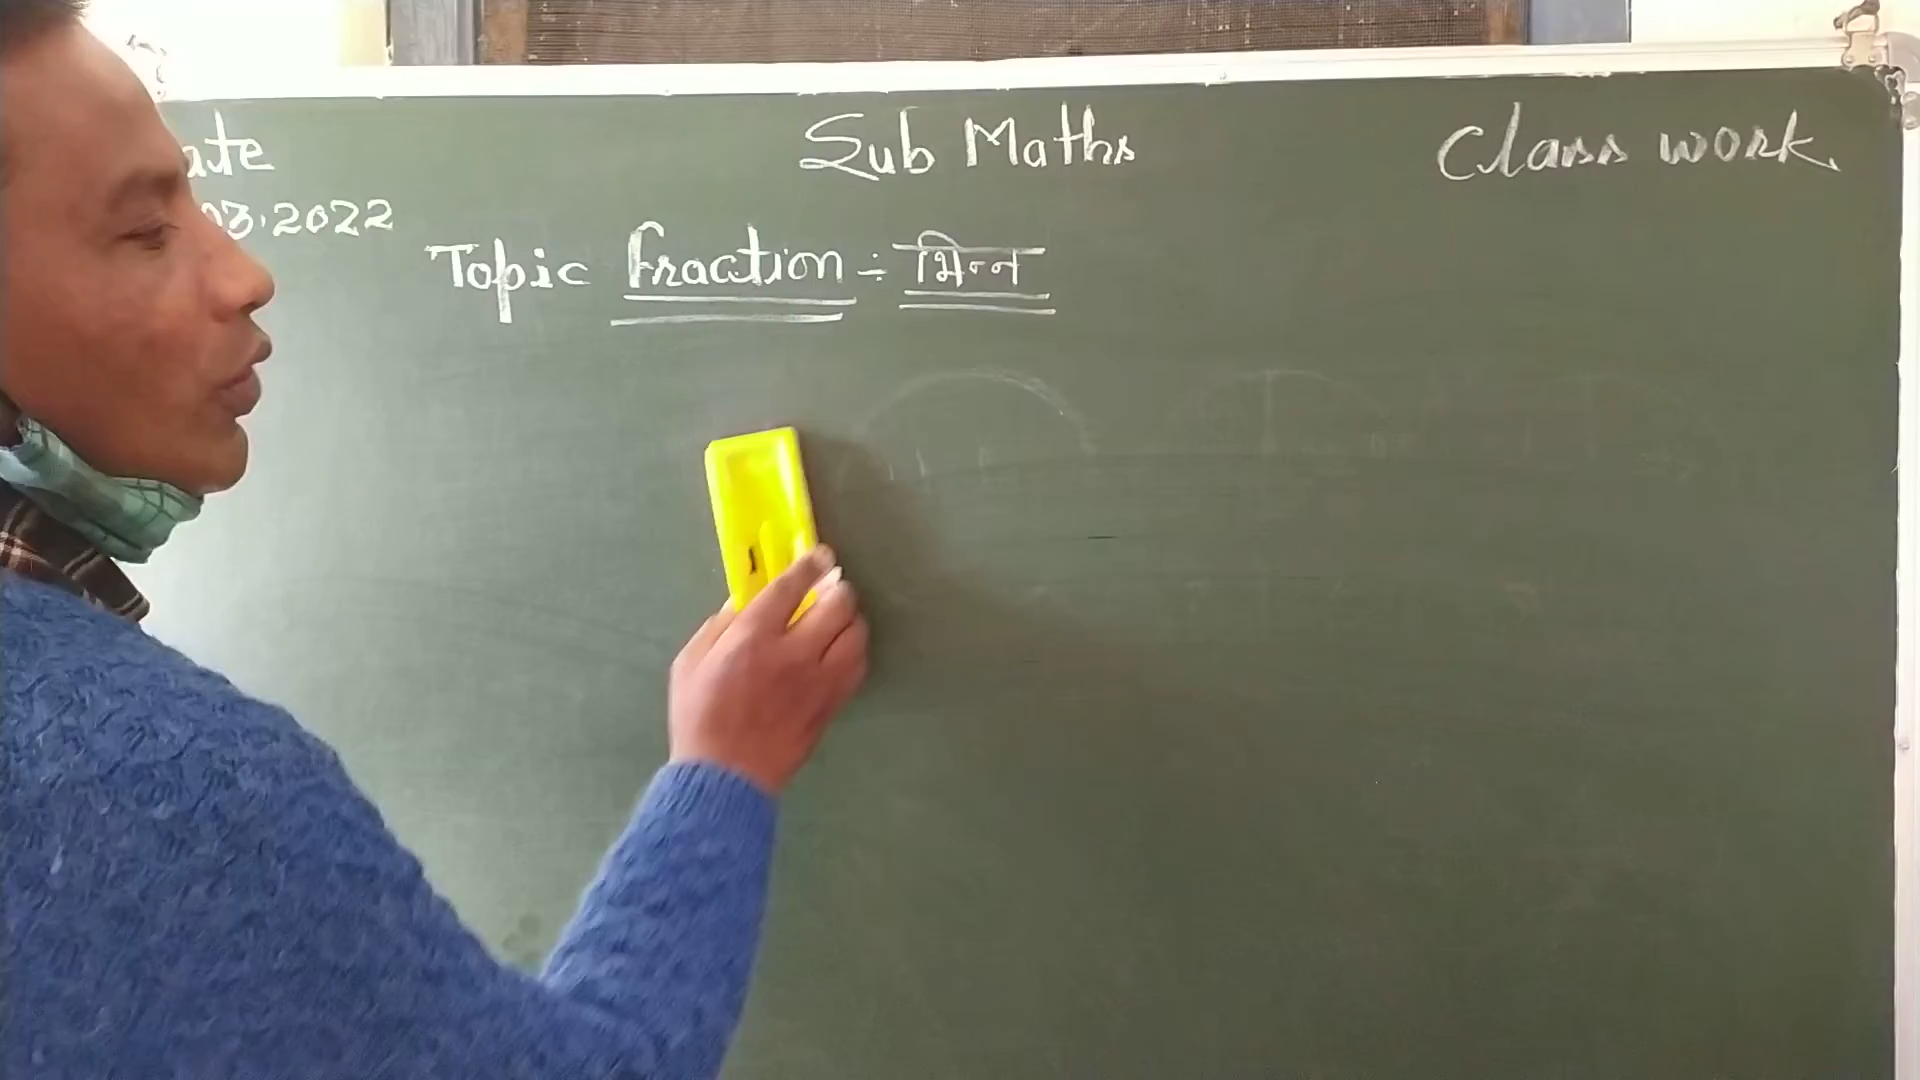 ate Sub Maths Class work
03.2022
Topic Fraction ÷ भिन्न